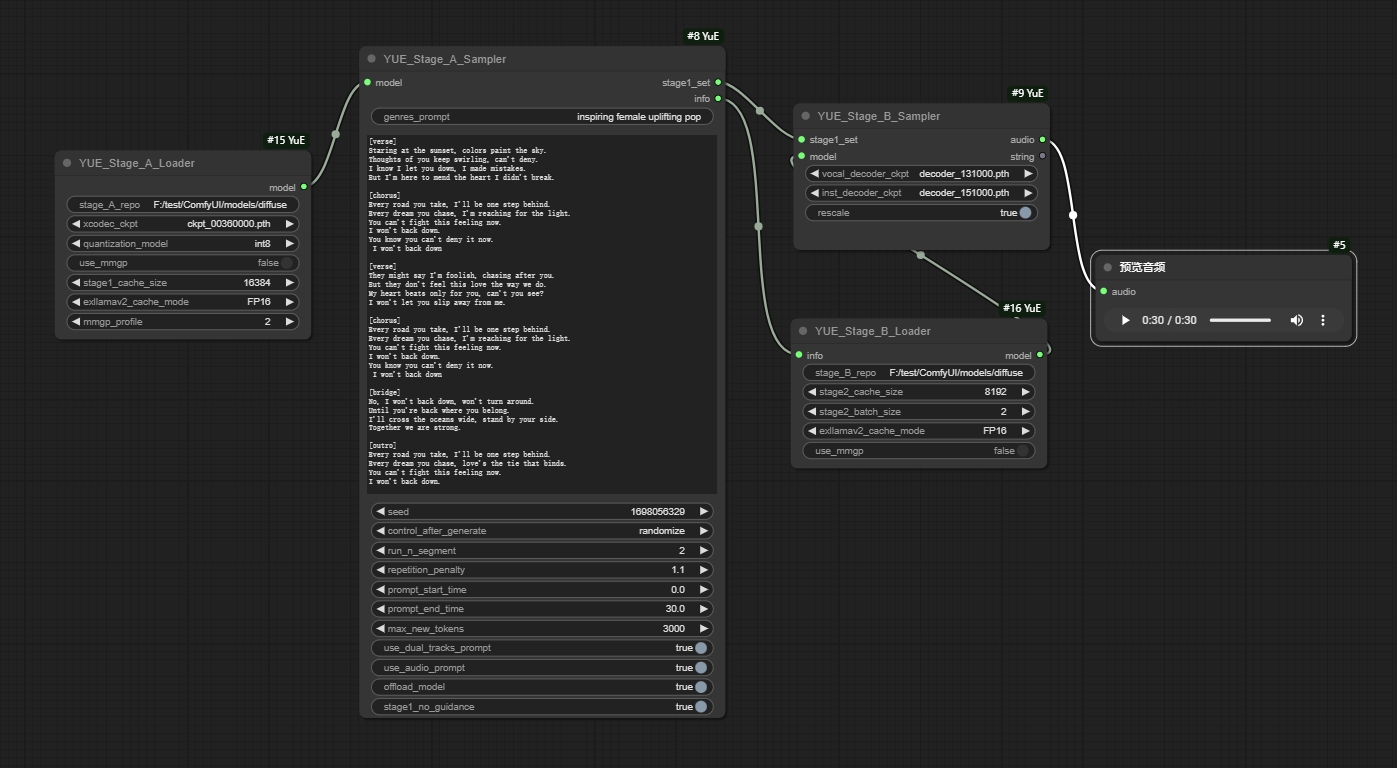 #15 YuE
YUE_Stage_A_Loader
model
stage_A_repo F:/test/ComfyUI/models/diffuse
xcodec_ckpt ckpt_00360000.pth
quantization_model int8
use_mmgp false
stage1_cache_size 16384
exllamav2_cache_mode FP16
mmgp_profile 2
#8 YuE
YUE_Stage_A_Sampler
model stage1_set
info
genres_prompt inspiring female uplifting pop
[verse]
Staring at the sunset, colors paint the sky.
Thoughts of you keep swirling, can't deny.
I know I let you down, I made mistakes.
But I'm here to mend the heart I didn't break.
[chorus]
Every road you take, I'll be one step behind.
Every dream you chase, I'm reaching for the light.
You can't fight this feeling now.
I won't back down.
You know you can't deny it now.
I won't back down
[verse]
They might say I'm foolish, chasing after you.
But they don't feel this love the way we do.
My heart beats only for you, can't you see?
I won't let you slip away from me.
[chorus]
Every road you take, I'll be one step behind.
Every dream you chase, I'm reaching for the light.
You can't fight this feeling now.
I won't back down.
You know you can't deny it now.
I won't back down
[bridge]
No, I won't back down, won't turn around.
Until you're back where you belong.
I'll cross the oceans wide, stand by your side.
Together we are strong.
[outro]
Every road you take, I'll be one step behind.
Every dream you chase, love's the tie that binds.
You can't fight this feeling now.
I won't back down.
seed 1698056329
control_after_generate randomize
run_n_segment 2
repetition_penalty 1.1
prompt_start_time 0.0
prompt_end_time 30.0
max_new_tokens 3000
use_dual_tracks_prompt true
use_audio_prompt true
offload_model true
stage1_no_guidance true
#9 YuE
YUE_Stage_B_Sampler
stage1_set audio
model string
vocal_decoder_ckpt decoder_131000.pth
inst_decoder_ckpt decoder_151000.pth
rescale true
#16 YuE
YUE_Stage_B_Loader
info model
stage_B_repo F:/test/ComfyUI/models/diffuse
stage2_cache_size 8192
stage2_batch_size 2
exllamav2_cache_mode FP16
use_mmgp false
#5
预览音频
audio
0:30 / 0:30